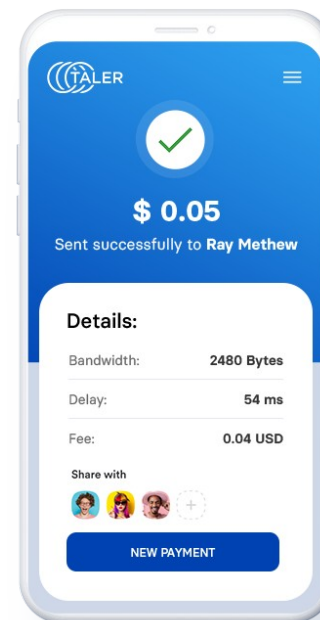 TALER
$ 0.05
Sent successfully to Ray Methew
Details:
Bandwidth: 2480 Bytes
Delay: 54 ms
Fee: 0.04 USD
Share with
+
NEW PAYMENT